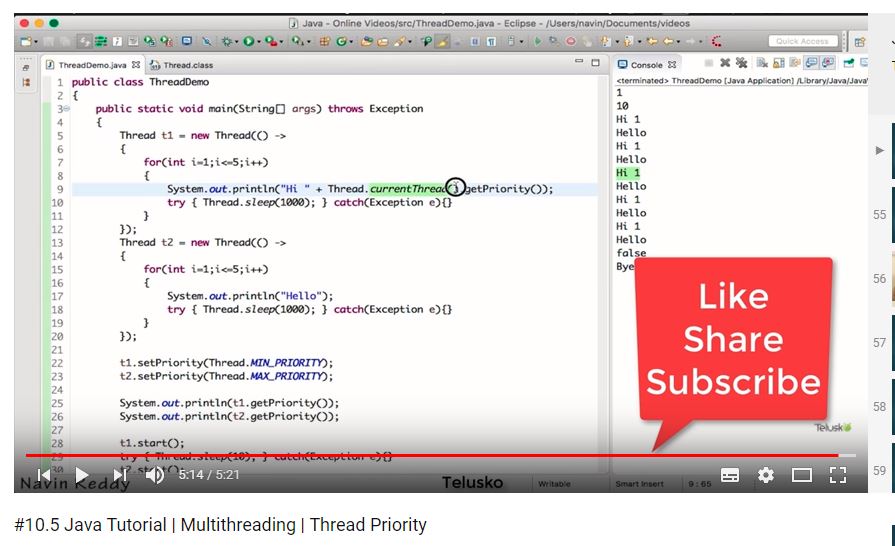 Java - Online Videos/src/ThreadDemo.java - Eclipse - /Users/navin/Documents/videos
Quick Access
ThreadDemo.java
Thread.class
1 public class ThreadDemo
2 {
3 public static void main(String[] args) throws Exception
4 {
5 Thread t1 = new Thread(() ->
6 {
7 for(int i=1;i<=5;i++)
8 {
9 System.out.println("Hi " + Thread.currentThread().getPriority());
10 try { Thread.sleep(1000); } catch(Exception e){}
11 }
12 });
13 Thread t2 = new Thread(() ->
14 {
15 for(int i=1;i<=5;i++)
16 {
17 System.out.println("Hello");
18 try { Thread.sleep(1000); } catch(Exception e){}
19 }
20 });
21
22 t1.setPriority(Thread.MIN_PRIORITY);
23 t2.setPriority(Thread.MAX_PRIORITY);
24
25 System.out.println(t1.getPriority());
26 System.out.println(t2.getPriority());
27
28 t1.start();
29 try { Thread.sleep(10); } catch(Exception e){}
30 t2.start();
Console
<terminated> ThreadDemo [Java Application] /Library/Java/Java
1
10
Hi 1
Hello
Hi 1
Hello
Hi 1
Hello
Hi 1
Hello
Hi 1
Hello
false
Bye
Like
Share
Subscribe
Telusko
5:14 / 5:21
Navin Reddy
Telusko
Writable
Smart Insert
9 : 65
55
56
57
58
59
#10.5 Java Tutorial | Multithreading | Thread Priority